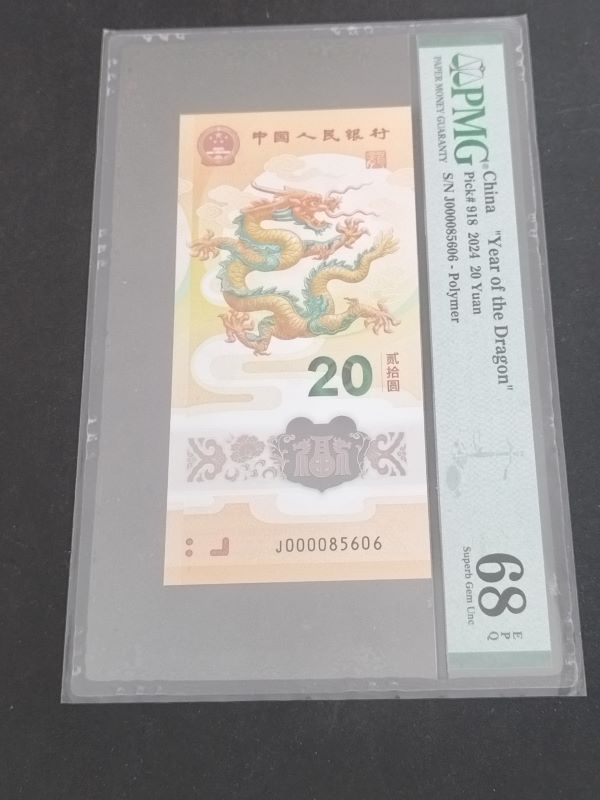 中国人民银行
20
贰拾圆
福
J000085606
PMG
PAPER MONEY GUARANTY
China "Year of the Dragon"
Pick# 918 2024 20 Yuan
S/N J000085606 - Polymer
68 EPQ
Superb Gem Unc